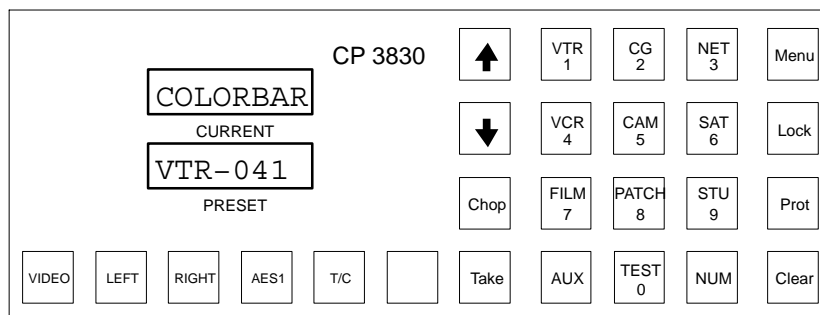 CP 3830
COLORBAR
CURRENT
VTR-041
PRESET
VTR
1
CG
2
NET
3
Menu
VCR
4
CAM
5
SAT
6
Lock
Chop
FILM
7
PATCH
8
STU
9
Prot
VIDEO
LEFT
RIGHT
AES1
T/C
Take
AUX
TEST
0
NUM
Clear